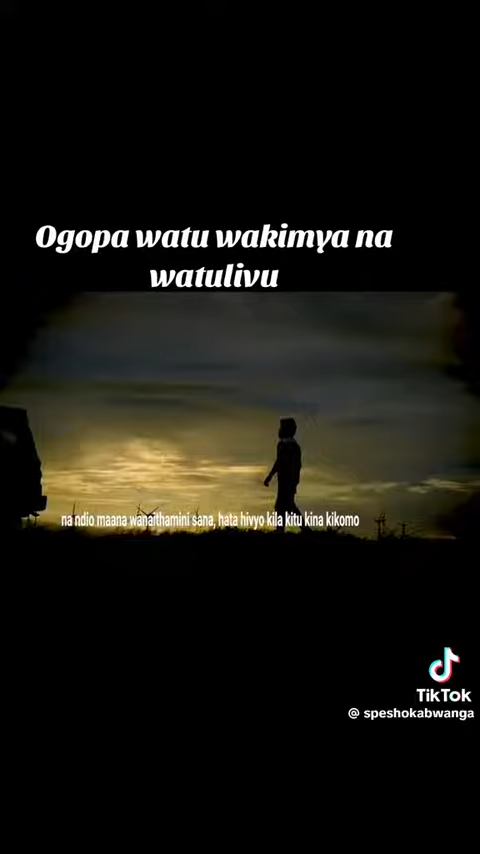 Ogopa watu wakimya na
watulivu
na ndio maana wanaithamini sana, hata hivyo kila kitu kina kikomo
TikTok
@ speshokabwanga